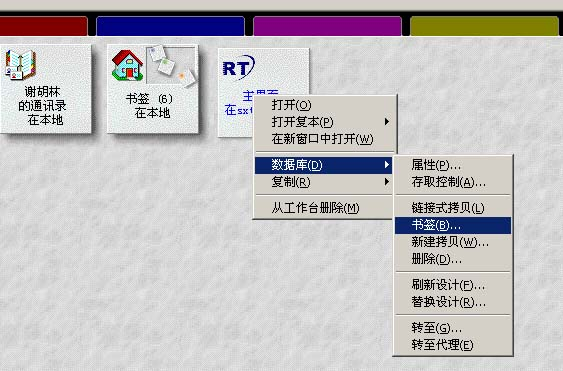 谢胡林
的通讯录
在本地
书签 (6)
在本地
RT
主界面
在sxt
打开(O)
打开复本(P)
在新窗口中打开(W)
数据库(D)
复制(R)
从工作台删除(M)
属性(P)...
存取控制(A)...
链接式拷贝(L)
书签(B)...
新建拷贝(W)...
删除(D)...
刷新设计(F)...
替换设计(R)...
转至(G)...
转至代理(E)